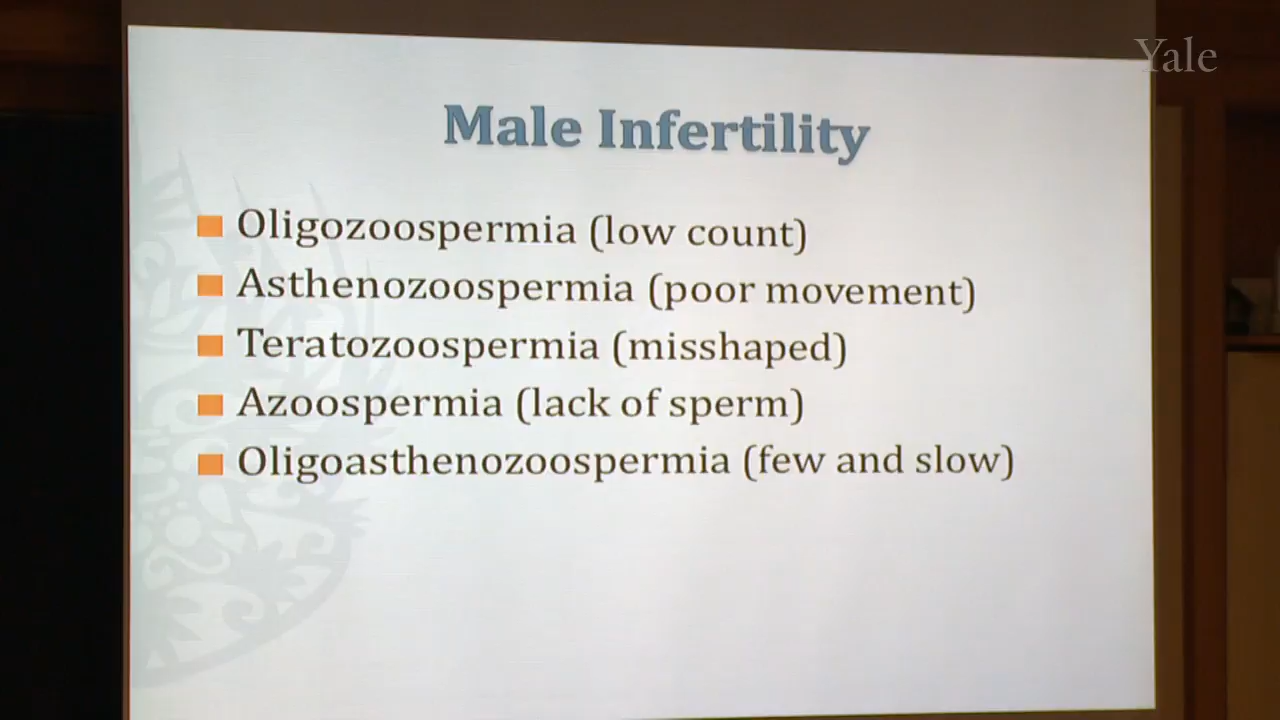 Yale
Male Infertility
Oligozoospermia (low count)
Asthenozoospermia (poor movement)
Teratozoospermia (misshaped)
Azoospermia (lack of sperm)
Oligoasthenozoospermia (few and slow)